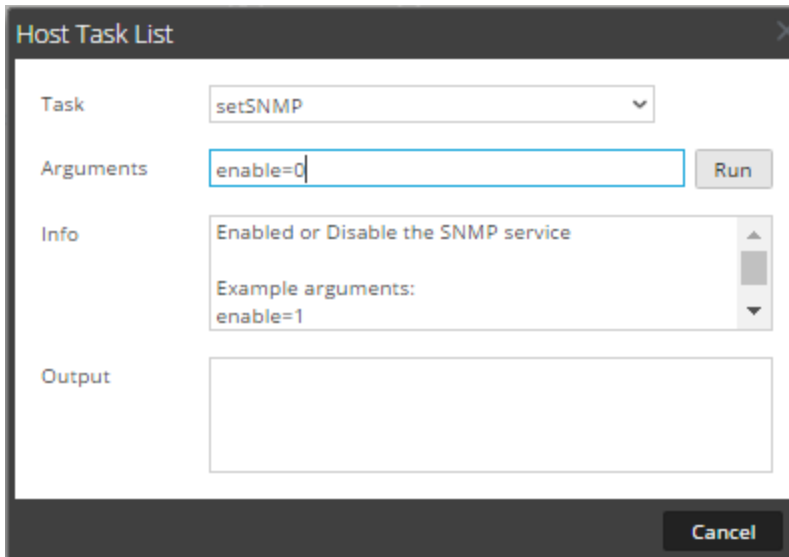 Host Task List
Task
setSNMP
Arguments
enable=0
Run
Info
Enabled or Disable the SNMP service
Example arguments:
enable=1
Output
Cancel